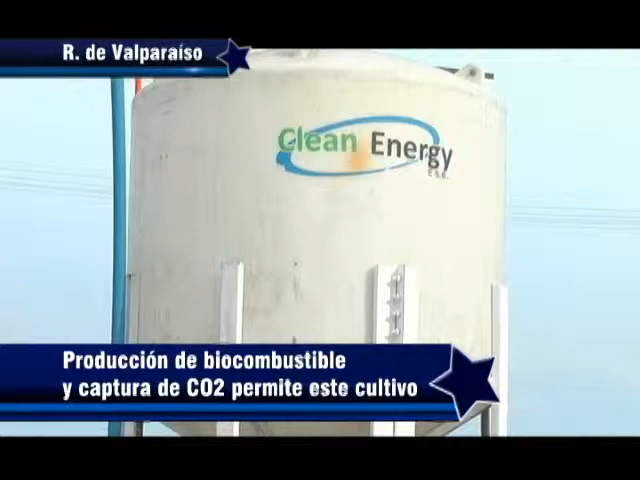 R. de Valparaíso
Clean Energy
Producción de biocombustible
y captura de CO2 permite este cultivo